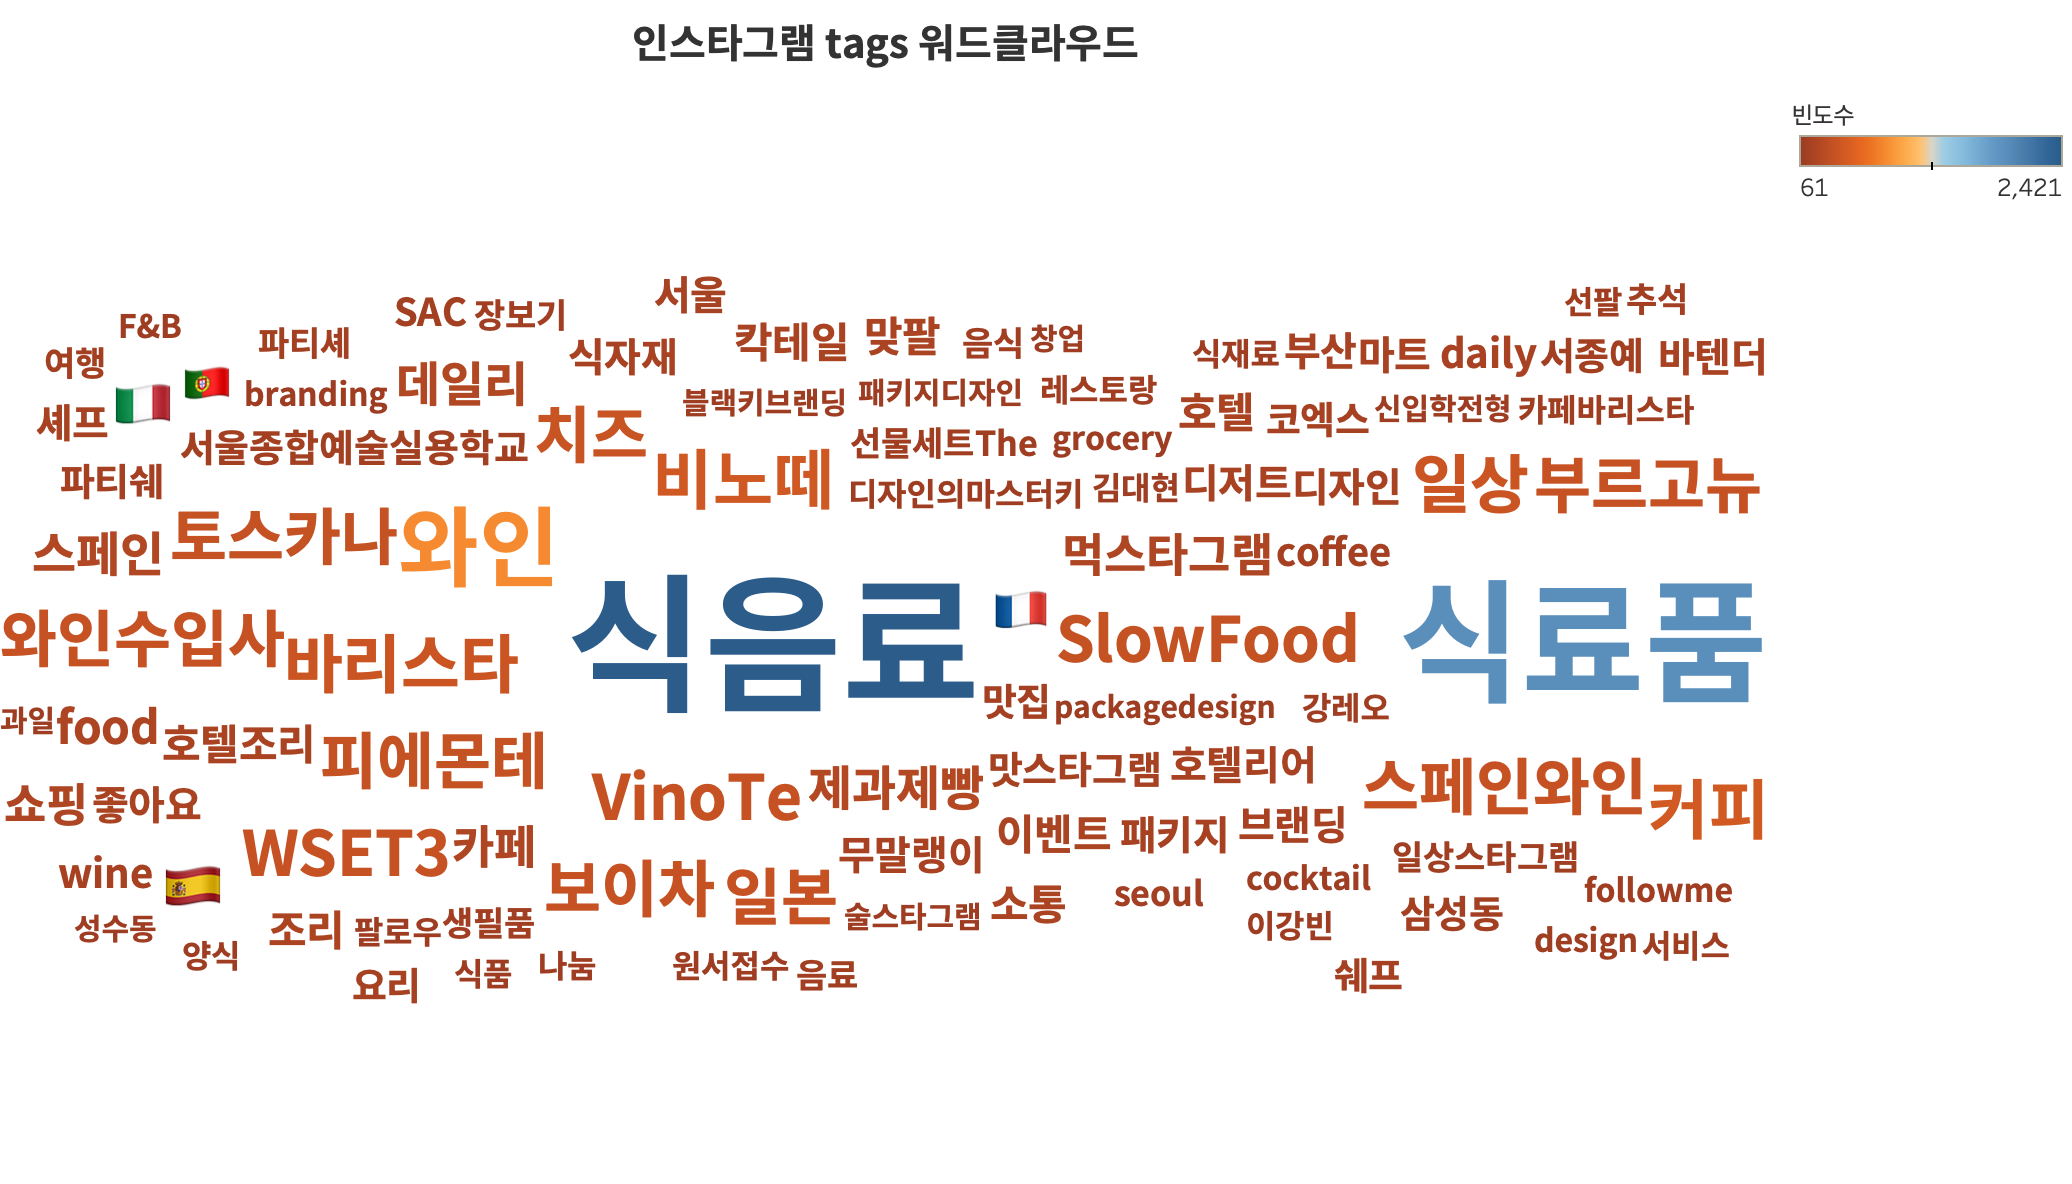 인스타그램 tags 워드클라우드
빈도수
61 2,421
서울
선팔 추석
F&B SAC 장보기
파티셰 식자재 칵테일 맞팔 음식 창업
여행 식재료 부산마트 daily 서종예 바텐더
🇮🇹 🇵🇹 branding 데일리
블랙키브랜딩 패키지디자인 레스토랑
셰프 호텔 코엑스 신입학전형 카페바리스타
서울종합예술실용학교 치즈 선물세트 The grocery
파티쉐 비노떼 디자인의마스터키 김대현 디저트 디자인 일상 부르고뉴
스페인 토스카나 와인 먹스타그램 coffee
식음료 🇫🇷 SlowFood 식료품
와인수입사 바리스타
맛집 packagedesign 강레오
과일 food 호텔조리 피에몬테
맛스타그램 호텔리어
쇼핑 좋아요 VinoTe 제과제빵 스페인와인 커피
WSET3 카페 무말랭이 이벤트 패키지 브랜딩
wine 🇪🇸 보이차 일본 일상스타그램
cocktail
seoul followme
성수동 조리 팔로우 생필품 술스타그램 소통 이강빈 삼성동
양식 design 서비스
요리 식품 나눔 원서접수 음료 쉐프